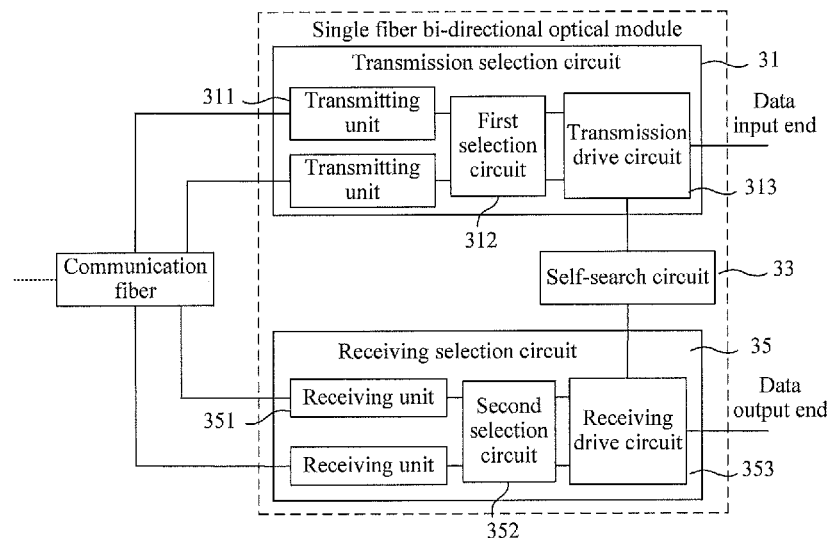 Single fiber bi-directional optical module
Transmission selection circuit
31
311
Transmitting
unit
First
selection
circuit
Transmission
drive circuit
Data
input end
Transmitting
unit
312
313
Communication
fiber
Self-search circuit
33
Receiving selection circuit
35
351
Receiving unit
Second
selection
circuit
Receiving
drive circuit
Data
output end
Receiving unit
352
353